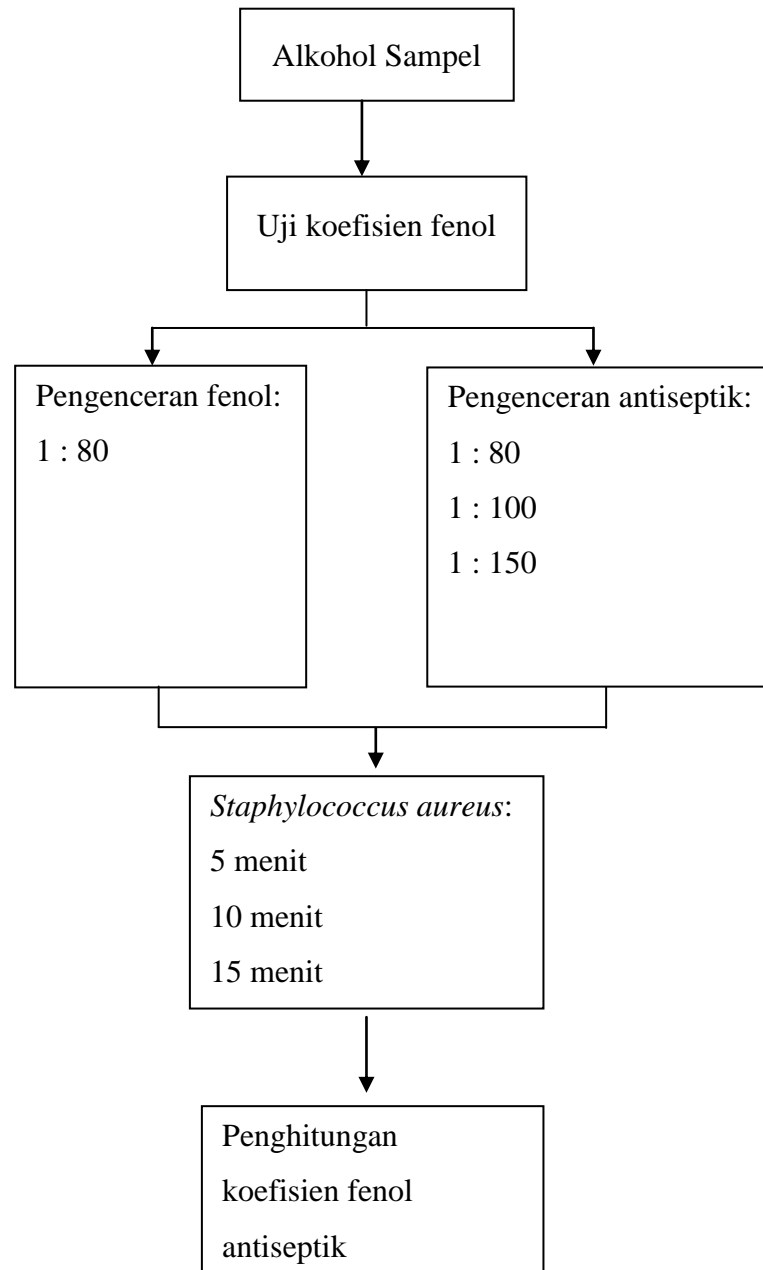 Alkohol Sampel
Uji koefisien fenol
Pengenceran fenol:
1 : 80
Pengenceran antiseptik:
1 : 80
1 : 100
1 : 150
Staphylococcus aureus:
5 menit
10 menit
15 menit
Penghitungan
koefisien fenol
antiseptik